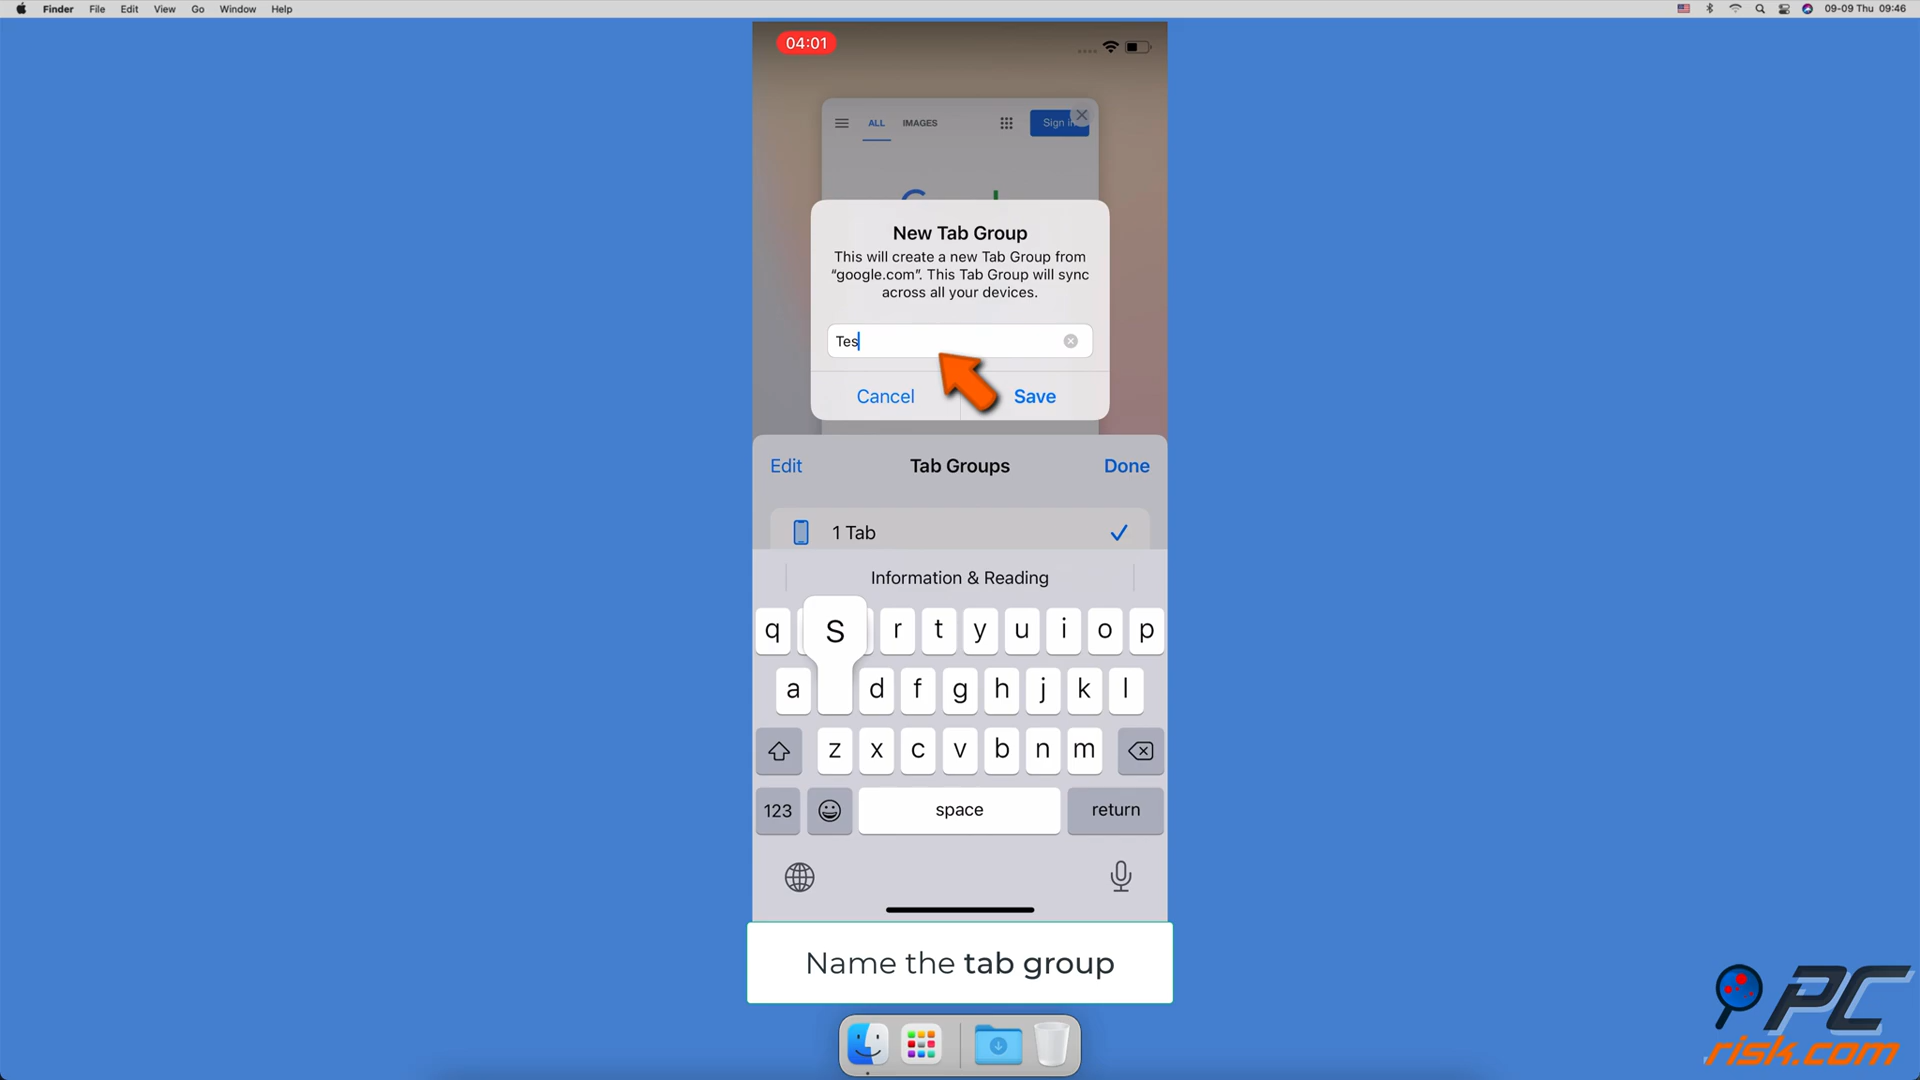 Finder File Edit View Go Window Help
09-09 Thu 09:46
04:01
ALL IMAGES Sign in
New Tab Group
This will create a new Tab Group from
“google.com”. This Tab Group will sync
across all your devices.
Tes
Cancel Save
Edit Tab Groups Done
1 Tab
Information & Reading
q S r t y u i o p
a d f g h j k l
z x c v b n m
123 space return
Name the tab group
PC
risk.com